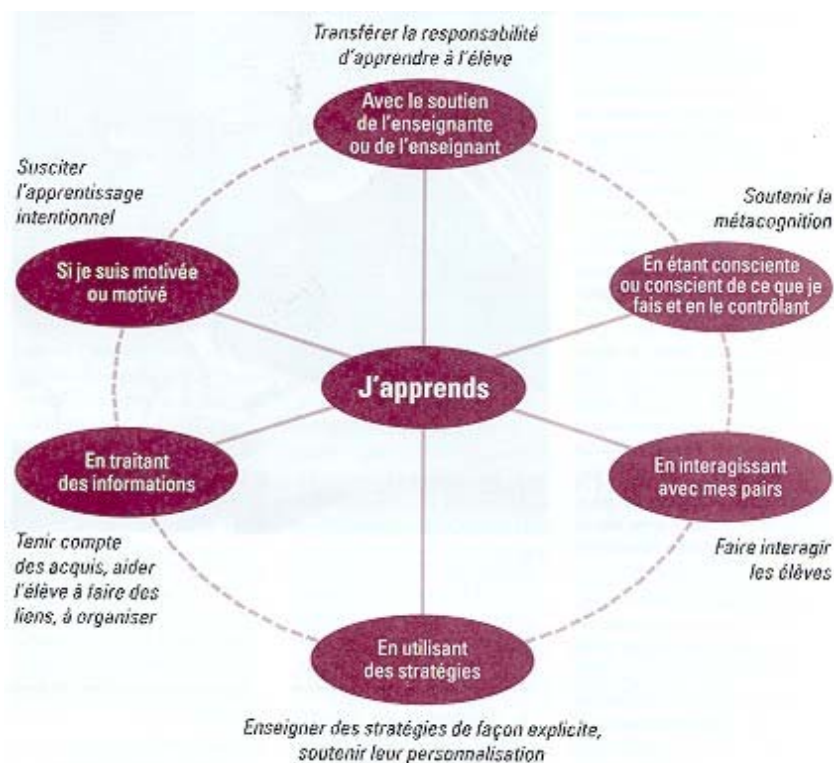 Transférer la responsabilité
d'apprendre à l'élève
Avec le soutien
de l'enseignante
ou de l'enseignant
Susciter
l'apprentissage
intentionnel
Soutenir la
métacognition
Si je suis motivée
ou motivé
En étant consciente
ou conscient de ce que je
fais et en le contrôlant
J'apprends
En traitant
des informations
En interagissant
avec mes pairs
Tenir compte
des acquis, aider
l'élève à faire des
liens, à organiser
Faire interagir
les élèves
En utilisant
des stratégies
Enseigner des stratégies de façon explicite,
soutenir leur personnalisation